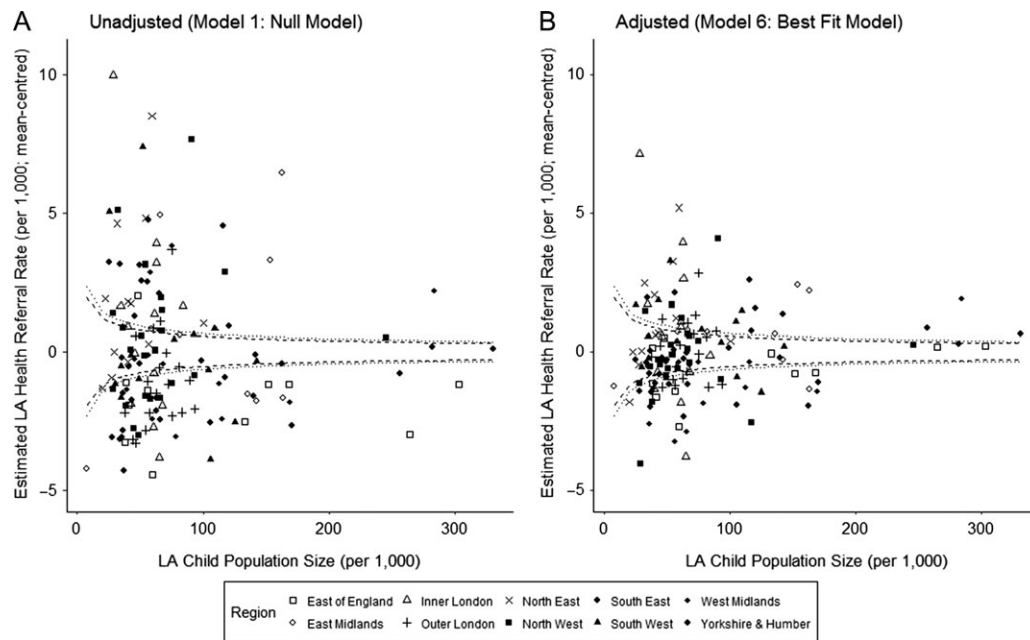 A Unadjusted (Model 1: Null Model)
Estimated LA Health Referral Rate (per 1,000; mean-centred)
10
5
0
−5
0 100 200 300
LA Child Population Size (per 1,000)
B Adjusted (Model 6: Best Fit Model)
Estimated LA Health Referral Rate (per 1,000; mean-centred)
10
5
0
−5
0 100 200 300
LA Child Population Size (per 1,000)
Region
East of England Inner London North East South East West Midlands
East Midlands Outer London North West South West Yorkshire & Humber